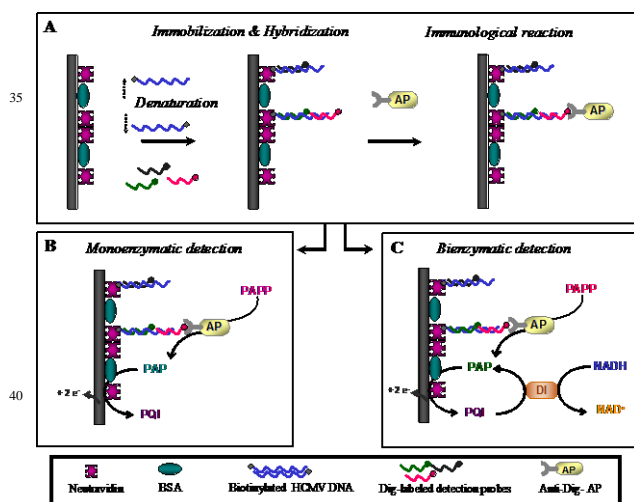 A
Immobilization & Hybridization
Immunological reaction
35
Denaturation
AP
AP
B
Monoenzymatic detection
C
Bienzymatic detection
PAPP
AP
PAP
PQI
+2 e-
PAPP
AP
PAP
NADH
DI
40
+2 e-
PQI
NAD+
Neutravidin
BSA
Biotinylated HCMV DNA
Dig-labeled detection probes
AP
Anti-Dig- AP